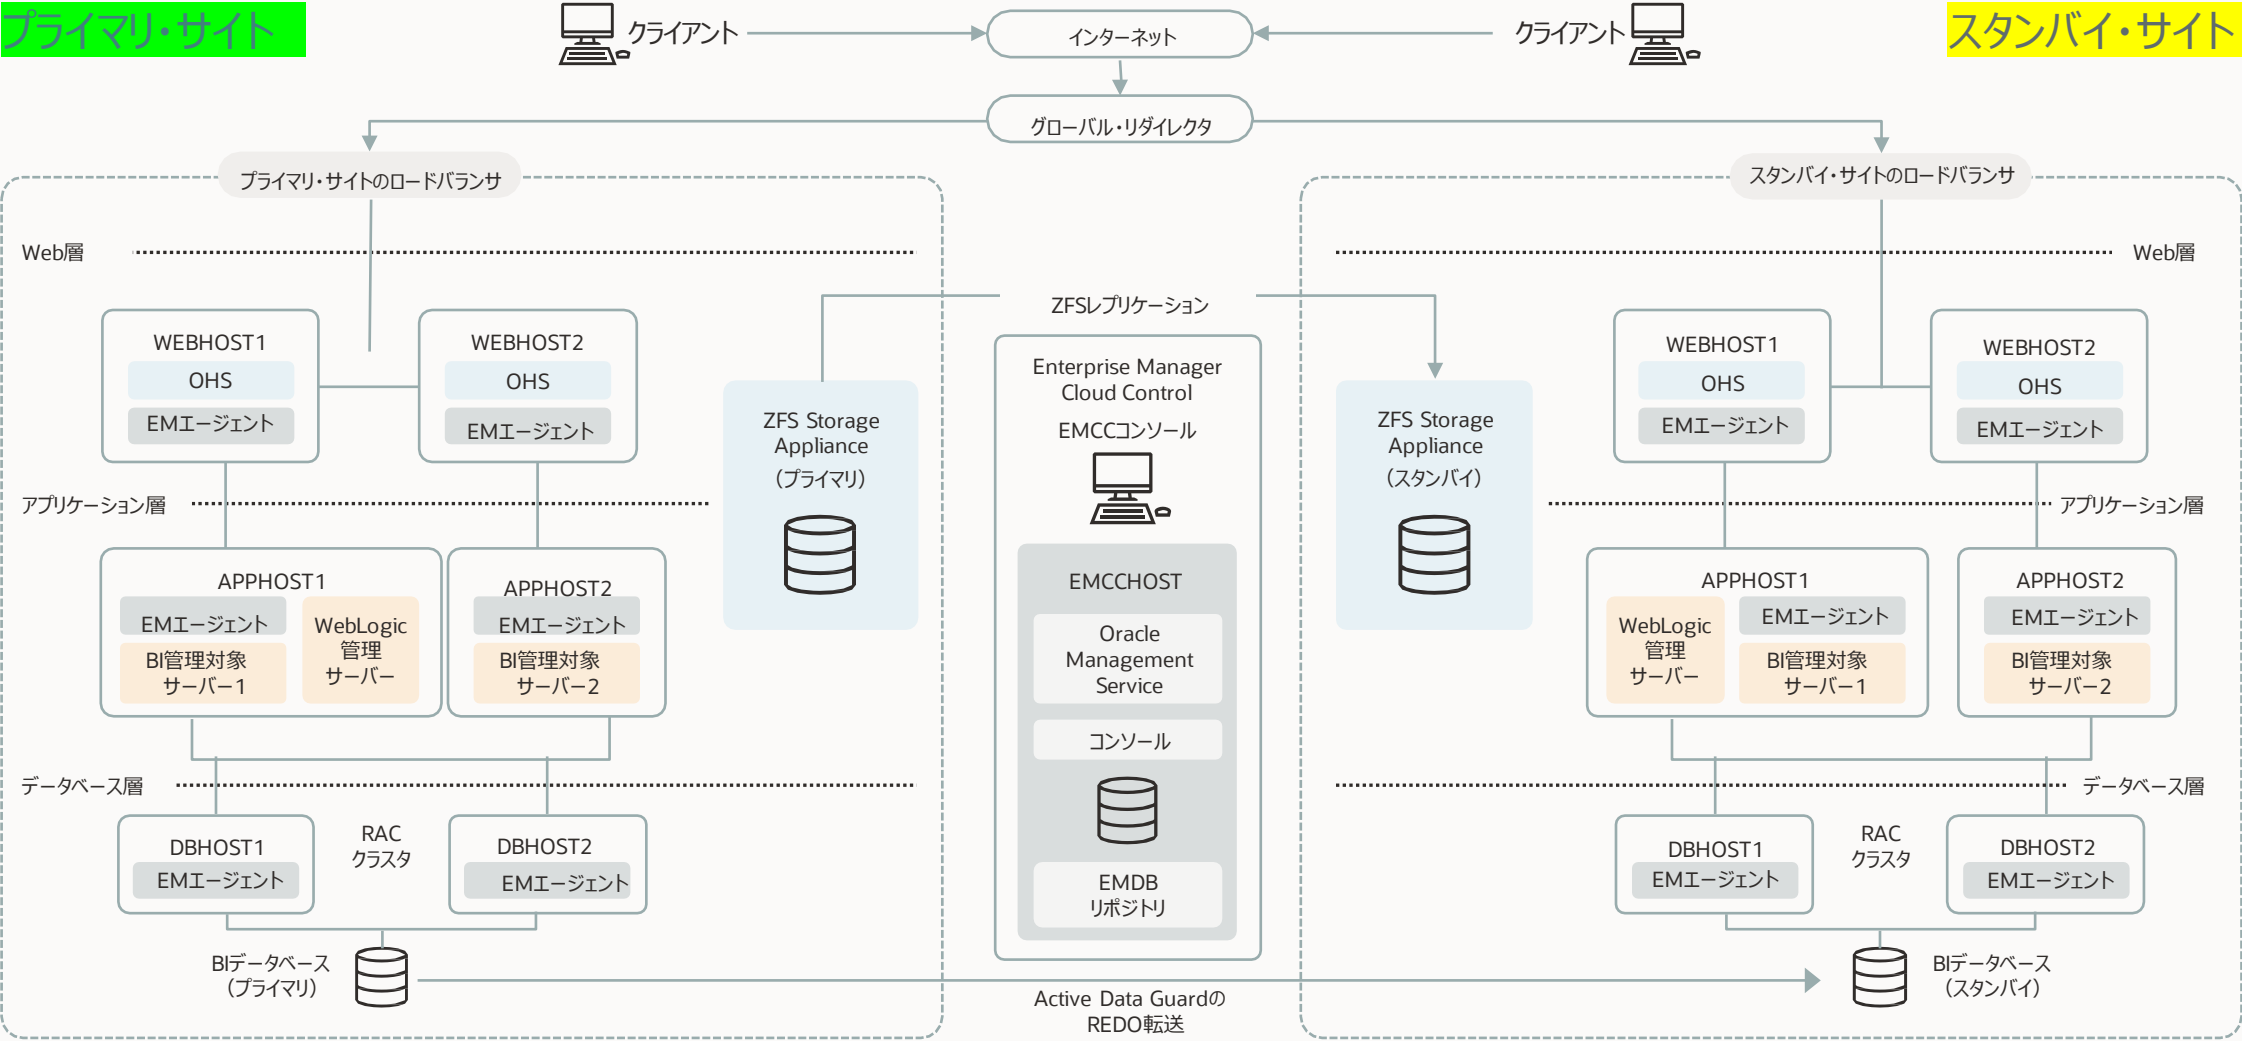 プライマリ・サイト
クライアント
インターネット
クライアント
スタンバイ・サイト
グローバル・リダイレクタ
プライマリ・サイトのロードバランサ
Web層
WEBHOST1
OHS
EMエージェント
WEBHOST2
OHS
EMエージェント
ZFS Storage
Appliance
(プライマリ)
アプリケーション層
APPHOST1
EMエージェント
BI管理対象
サーバー1
WebLogic
管理
サーバー
APPHOST2
EMエージェント
BI管理対象
サーバー2
データベース層
DBHOST1
EMエージェント
RAC
クラスタ
DBHOST2
EMエージェント
BIデータベース
(プライマリ)
ZFSレプリケーション
Enterprise Manager
Cloud Control
EMCCコンソール
EMCCHOST
Oracle
Management
Service
コンソール
EMDB
リポジトリ
Active Data Guardの
REDO転送
スタンバイ・サイトのロードバランサ
Web層
ZFS Storage
Appliance
(スタンバイ)
WEBHOST1
OHS
EMエージェント
WEBHOST2
OHS
EMエージェント
アプリケーション層
APPHOST1
WebLogic
管理
サーバー
EMエージェント
BI管理対象
サーバー1
APPHOST2
EMエージェント
BI管理対象
サーバー2
データベース層
DBHOST1
EMエージェント
RAC
クラスタ
DBHOST2
EMエージェント
BIデータベース
(スタンバイ)